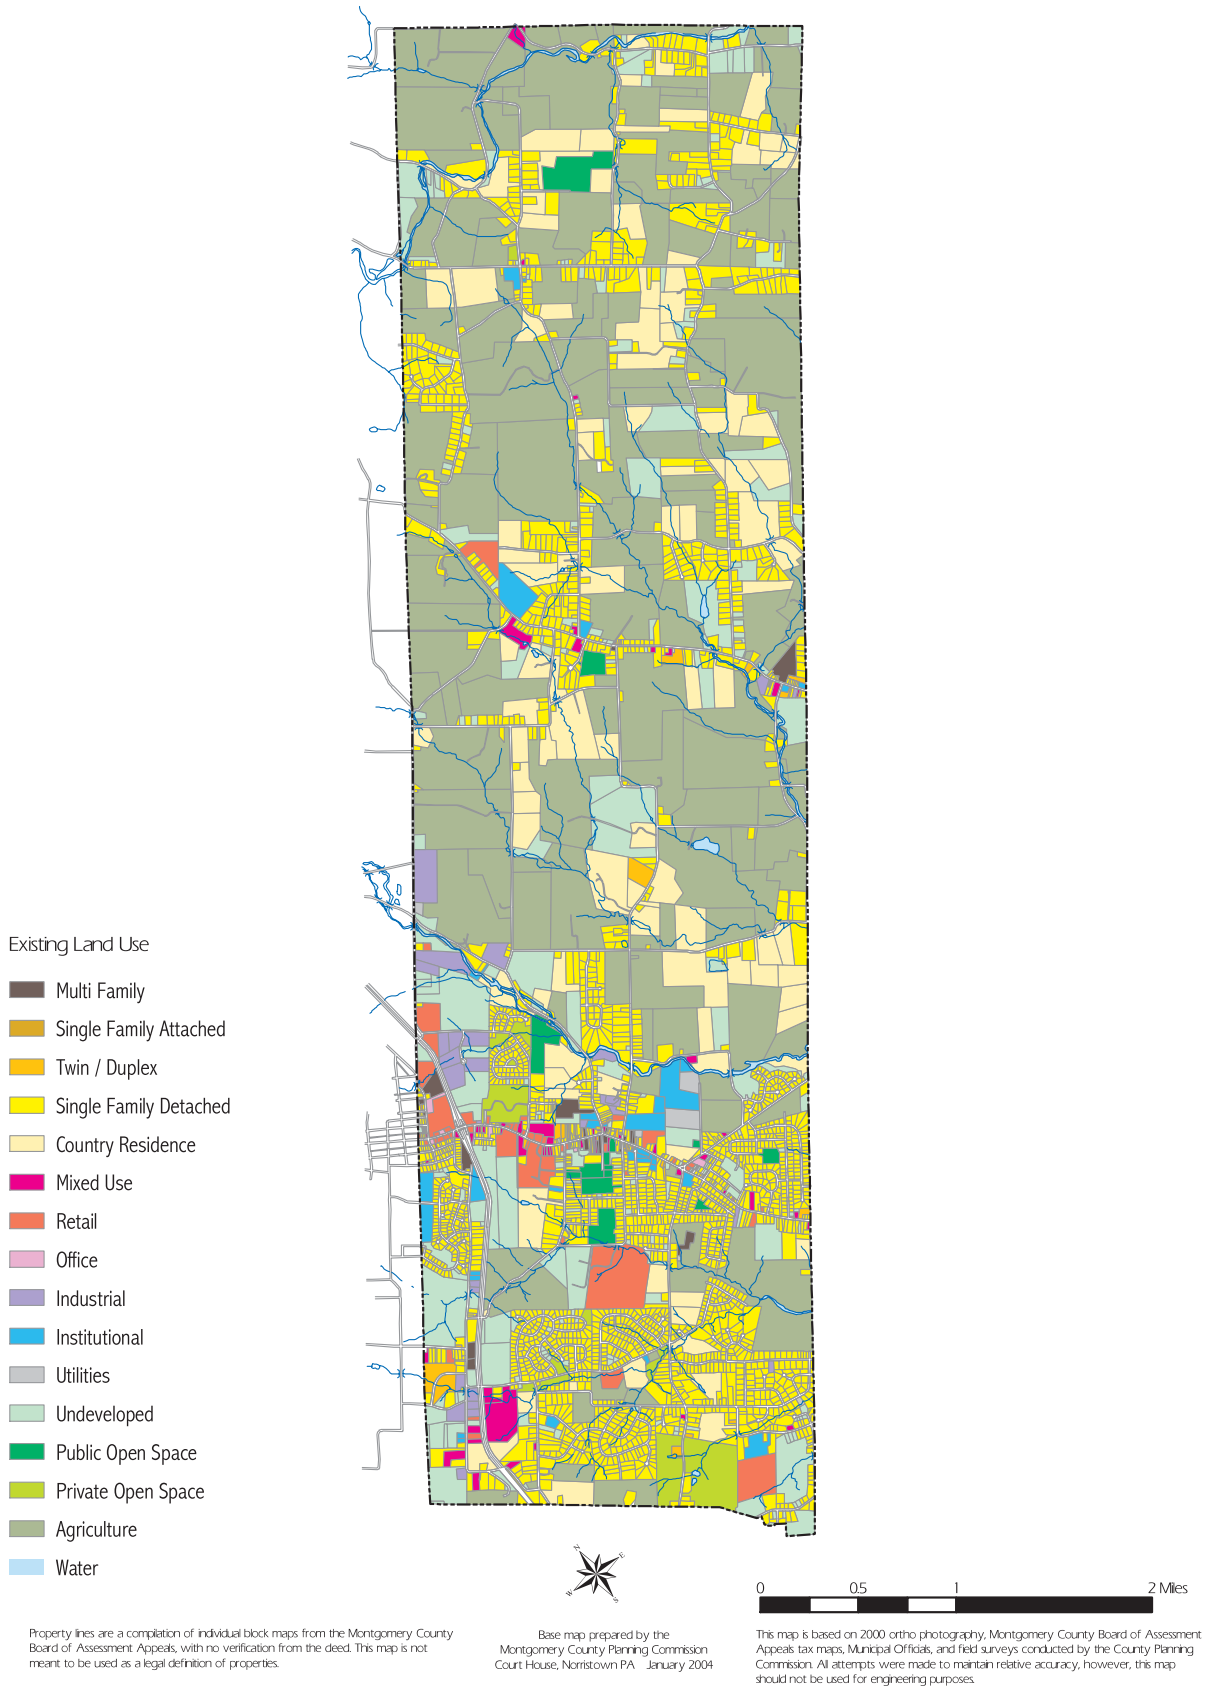 Existing Land Use
Multi Family
Single Family Attached
Twin / Duplex
Single Family Detached
Country Residence
Mixed Use
Retail
Office
Industrial
Institutional
Utilities
Undeveloped
Public Open Space
Private Open Space
Agriculture
Water
N
E
W
S
0
0.5
1
2 Miles
Property lines are a compilation of individual block maps from the Montgomery County
Board of Assessment Appeals, with no verification from the deed. This map is not
meant to be used as a legal definition of properties.
Base map prepared by the
Montgomery County Planning Commission
Court House, Norristown PA January 2004
This map is based on 2000 ortho photography, Montgomery County Board of Assessment
Appeals tax maps, Municipal Officials, and field surveys conducted by the County Planning
Commission. All attempts were made to maintain relative accuracy, however, this map
should not be used for engineering purposes.